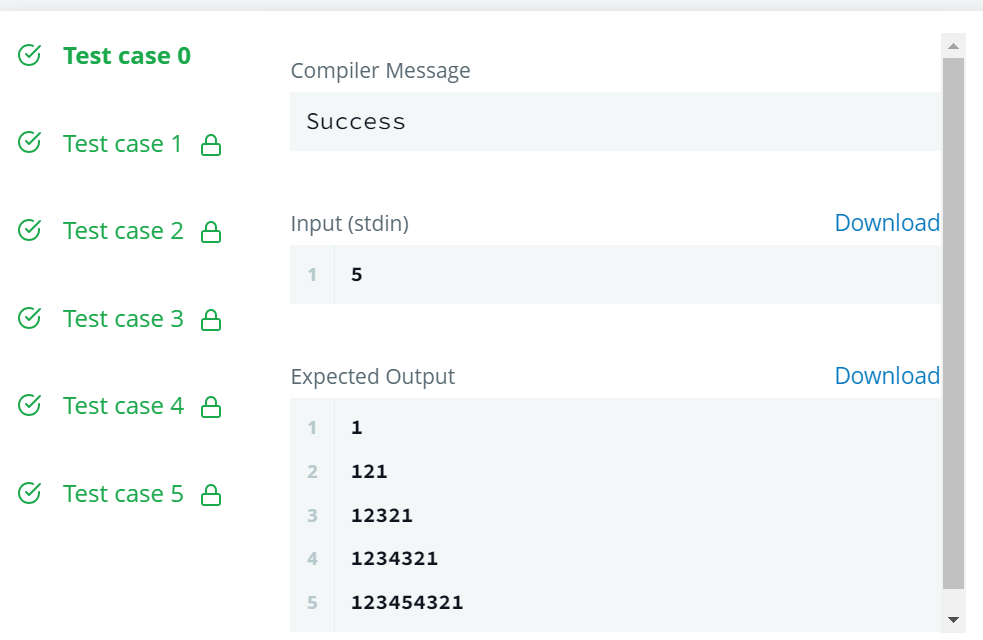 Test case 0
Test case 1
Test case 2
Test case 3
Test case 4
Test case 5
Compiler Message
Success
Input (stdin)
Download
1 5
Expected Output
Download
1 1
2 121
3 12321
4 1234321
5 123454321